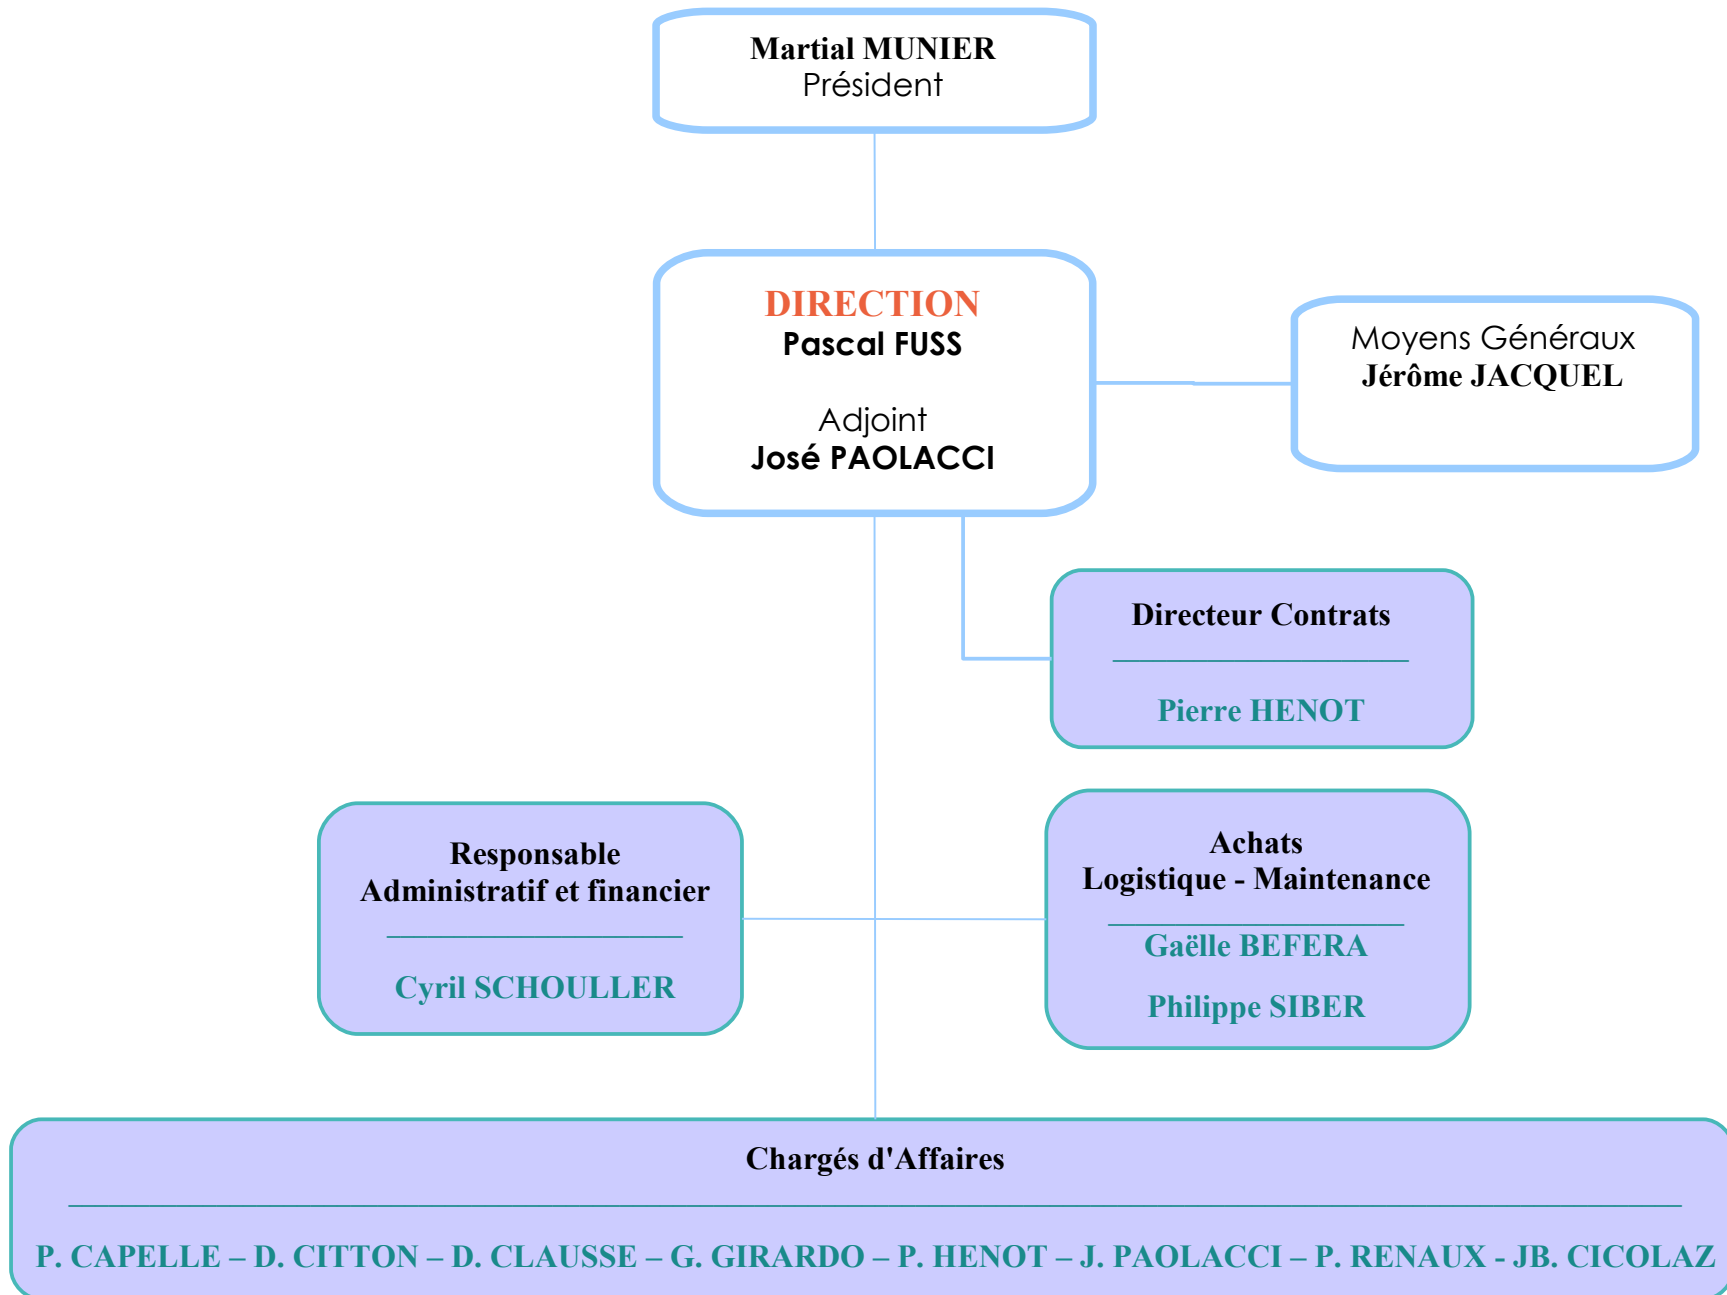 Martial MUNIER
Président
DIRECTION
Pascal FUSS
Adjoint
José PAOLACCI
Moyens Généraux
Jérôme JACQUEL
Directeur Contrats
Pierre HENOT
Responsable
Administratif et financier
Cyril SCHOULLER
Achats
Logistique - Maintenance
Gaëlle BEFERA
Philippe SIBER
Chargés d'Affaires
P. CAPELLE – D. CITTON – D. CLAUSSE – G. GIRARDO – P. HENOT – J. PAOLACCI – P. RENAUX - JB. CICOLAZ